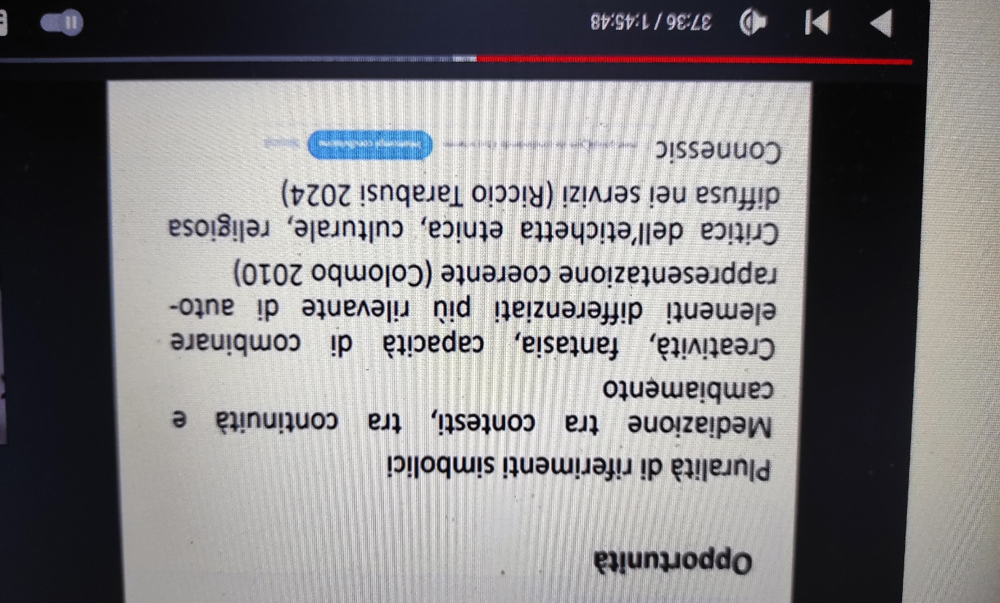 Opportunità
Pluralità di riferimenti simbolici
Mediazione tra contesti, tra continuità e
cambiamento
Creatività, fantasia, capacità di combinare
elementi differenziati più rilevante di auto-
rappresentazione coerente (Colombo 2010)
Critica dell'etichetta etnica, culturale, religiosa
diffusa nei servizi (Riccio Tarabusi 2024)
Connessic
37:36 / 1:45:48